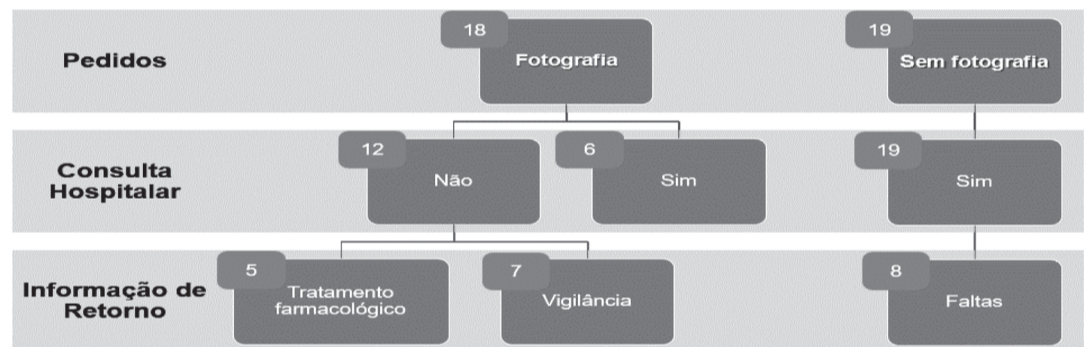 Pedidos
18
Fotografia
19
Sem fotografia
Consulta
Hospitalar
12
Não
6
Sim
19
Sim
Informação de
Retorno
5
Tratamento
farmacológico
7
Vigilância
8
Faltas